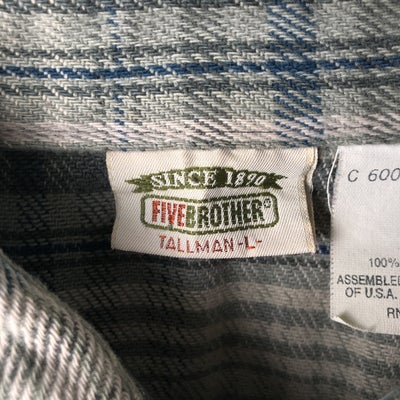 SINCE 1890
FIVEBROTHER®
TALLMAN -L-
C 600
100%
ASSEMBLED
OF U.S.A.
RN